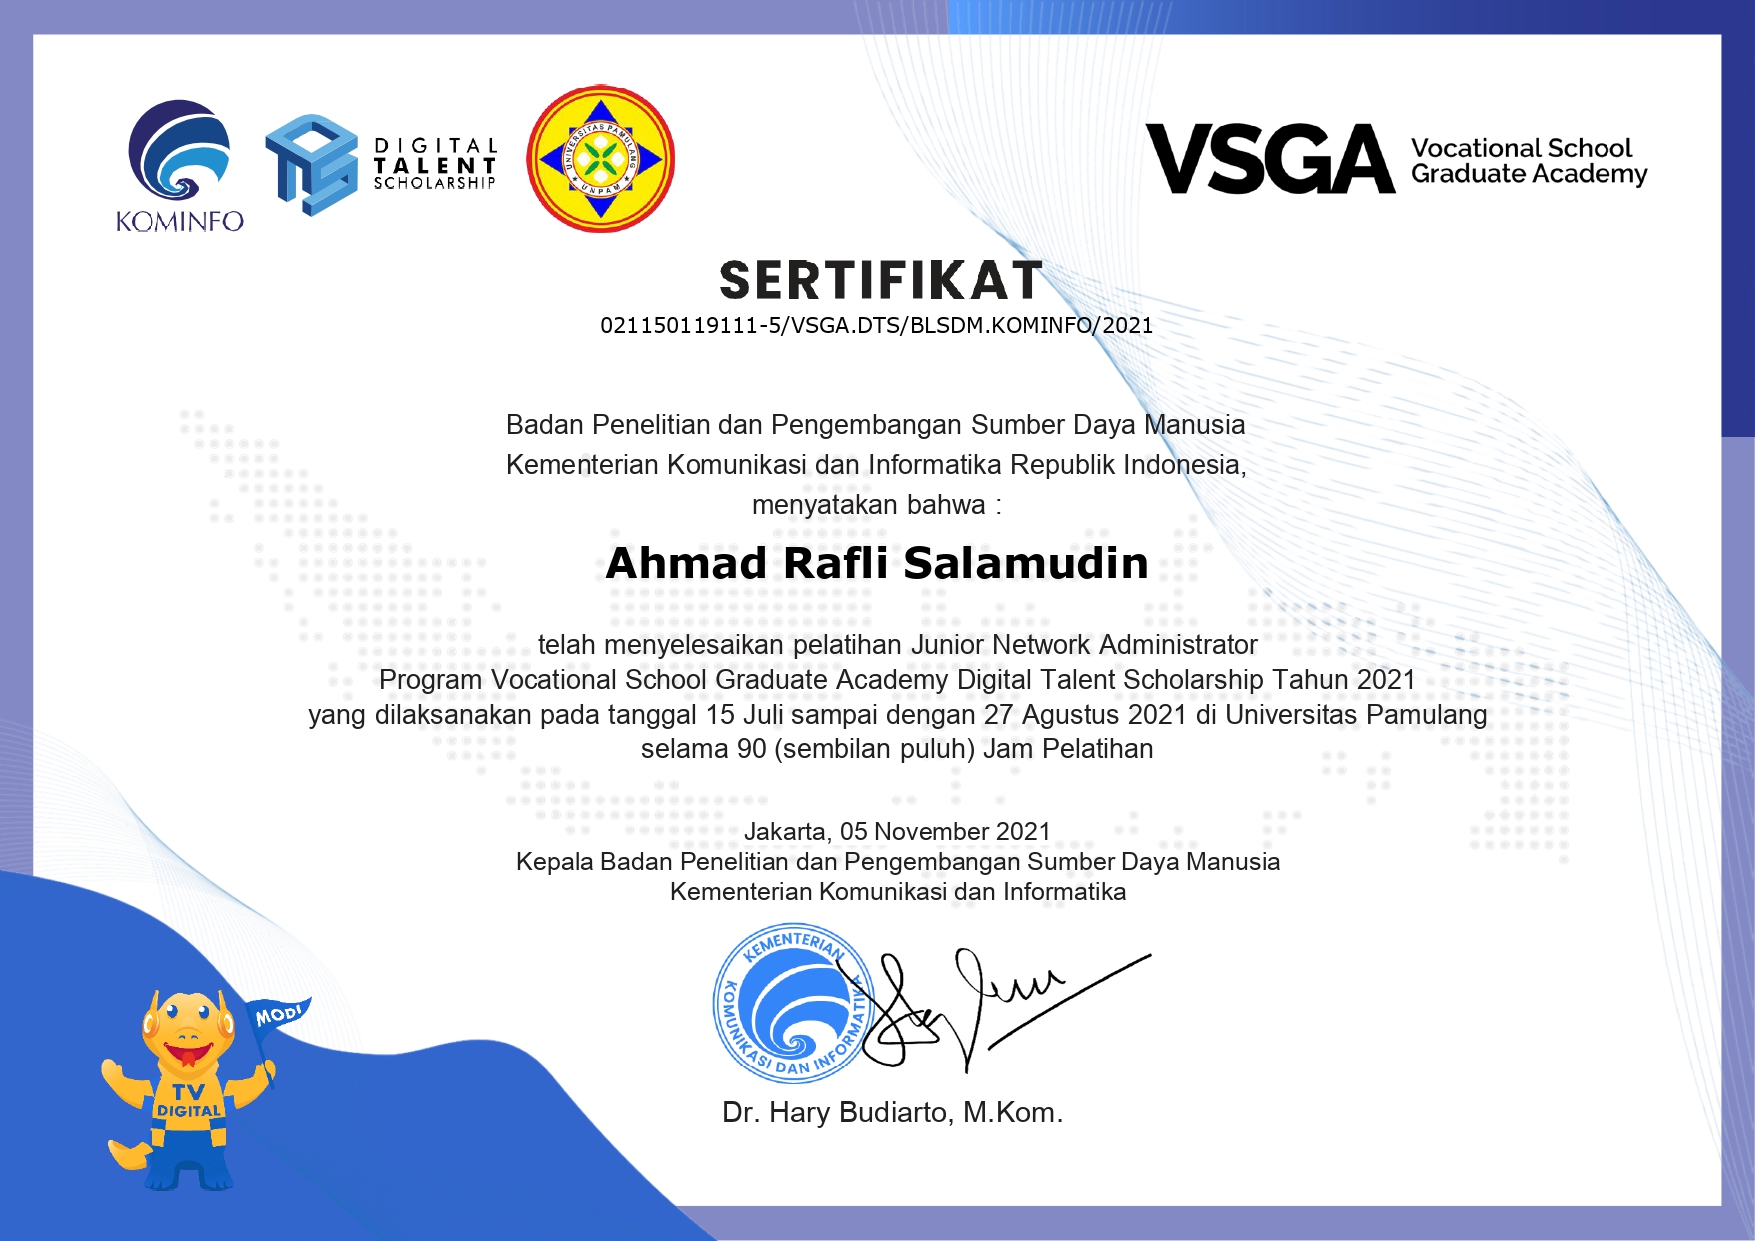 KOMINFO
DIGITAL
TALENT
SCHOLARSHIP
UNIVERSITAS PAMULANG
★ UNPAM ★
VSGA
Vocational School
Graduate Academy
SERTIFIKAT
021150119111-5/VSGA.DTS/BLSDM.KOMINFO/2021
Badan Penelitian dan Pengembangan Sumber Daya Manusia
Kementerian Komunikasi dan Informatika Republik Indonesia,
menyatakan bahwa :
Ahmad Rafli Salamudin
telah menyelesaikan pelatihan Junior Network Administrator
Program Vocational School Graduate Academy Digital Talent Scholarship Tahun 2021
yang dilaksanakan pada tanggal 15 Juli sampai dengan 27 Agustus 2021 di Universitas Pamulang
selama 90 (sembilan puluh) Jam Pelatihan
Jakarta, 05 November 2021
Kepala Badan Penelitian dan Pengembangan Sumber Daya Manusia
Kementerian Komunikasi dan Informatika
KEMENTERIAN
KOMUNIKASI DAN INFORMATIKA
Dr. Hary Budiarto, M.Kom.
MODI
TV
DIGITAL